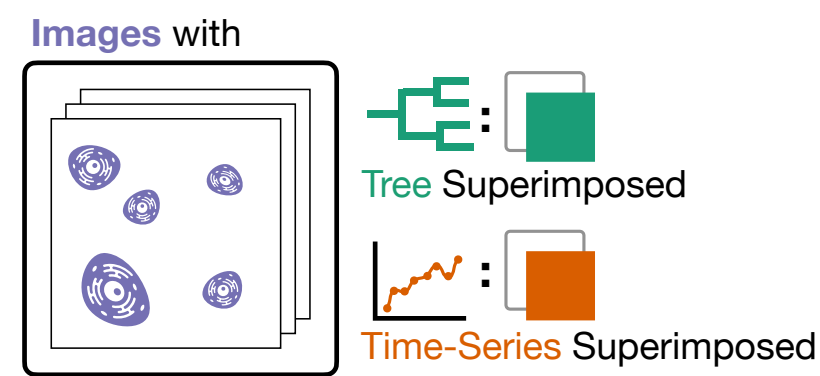 Images with
: 
Tree Superimposed
:
Time-Series Superimposed